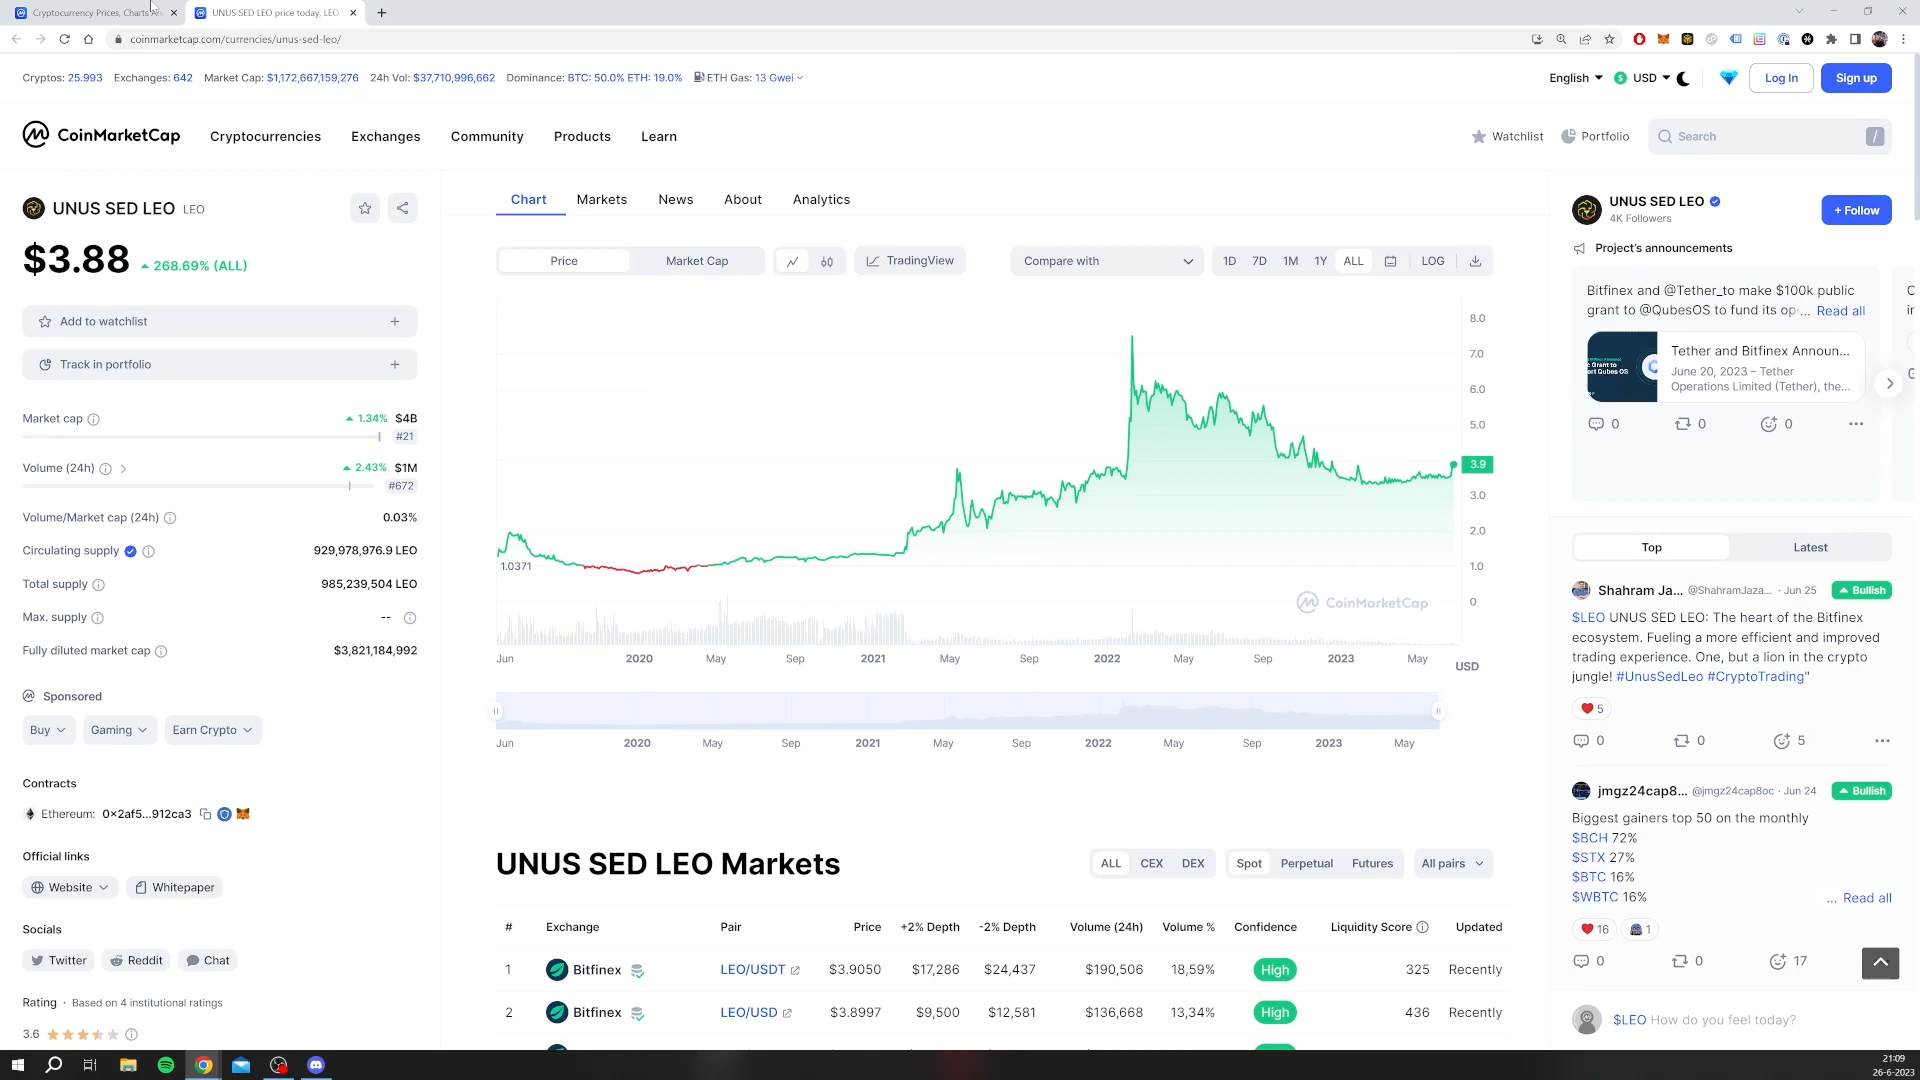 Cryptocurrency Prices, Charts An
UNUS SED LEO price today, LEO
coinmarketcap.com/currencies/unus-sed-leo/
Cryptos: 25.993 Exchanges: 642 Market Cap: $1,172,667,159,276 24h Vol: $37,710,996,662 Dominance: BTC: 50.0% ETH: 19.0% ETH Gas: 13 Gwei
English USD Log In Sign up
CoinMarketCap Cryptocurrencies Exchanges Community Products Learn
Watchlist Portfolio Search /
UNUS SED LEO LEO
$3.88 268.69% (ALL)
Add to watchlist +
Track in portfolio +
Market cap 1.34% $4B
#21
Volume (24h) 2.43% $1M
#672
Volume/Market cap (24h) 0.03%
Circulating supply 929,978,976.9 LEO
Total supply 985,239,504 LEO
Max. supply --
Fully diluted market cap $3,821,184,992
Sponsored
Buy Gaming Earn Crypto
Contracts
Ethereum: 0x2af5...912ca3
Official links
Website Whitepaper
Socials
Twitter Reddit Chat
Rating · Based on 4 institutional ratings
3.6
Chart Markets News About Analytics
Price Market Cap TradingView Compare with 1D 7D 1M 1Y ALL LOG
8.0
7.0
6.0
5.0
3.9
3.0
2.0
1.0
0
1.0371
CoinMarketCap
Jun 2020 May Sep 2021 May Sep 2022 May Sep 2023 May
USD
Jun 2020 May Sep 2021 May Sep 2022 May Sep 2023 May
UNUS SED LEO Markets
ALL CEX DEX Spot Perpetual Futures All pairs
# Exchange Pair Price +2% Depth -2% Depth Volume (24h) Volume % Confidence Liquidity Score Updated
1 Bitfinex LEO/USDT $3.9050 $17,286 $24,437 $190,506 18,59% High 325 Recently
2 Bitfinex LEO/USD $3.8997 $9,500 $12,581 $136,668 13,34% High 436 Recently
UNUS SED LEO
4K Followers
+ Follow
Project's announcements
Bitfinex and @Tether_to make $100k public
grant to @QubesOS to fund its op... Read all
Tether and Bitfinex Announ...
June 20, 2023 – Tether
Operations Limited (Tether), the...
0 0 0
Top Latest
Shahram Ja... @ShahramJaza... · Jun 25 Bullish
$LEO UNUS SED LEO: The heart of the Bitfinex
ecosystem. Fueling a more efficient and improved
trading experience. One, but a lion in the crypto
jungle! #UnusSedLeo #CryptoTrading"
5
0 0 5
jmgz24cap8... @jmgz24cap8oc · Jun 24 Bullish
Biggest gainers top 50 on the monthly
$BCH 72%
$STX 27%
$BTC 16%
$WBTC 16% ... Read all
16 1
0 0 17
$LEO How do you feel today?
21:09
26-6-2023